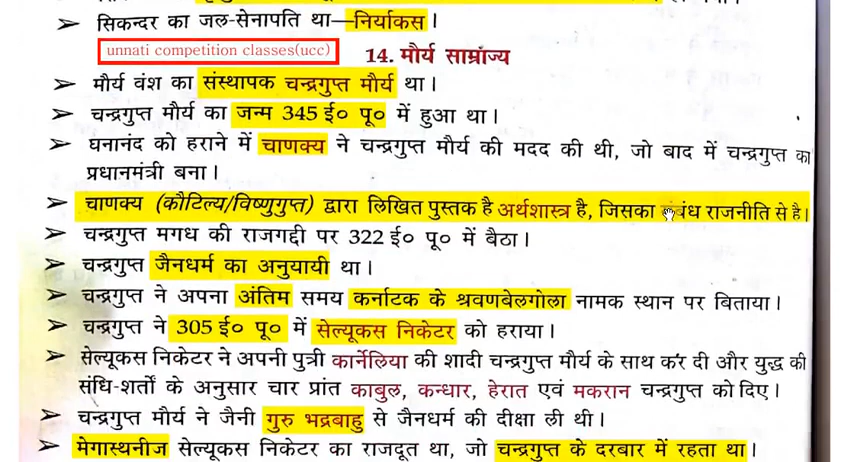 ➢ सिकन्दर का जल-सेनापति था—निर्याकस।
unnati competition classes(ucc)
14. मौर्य साम्राज्य
➢ मौर्य वंश का संस्थापक चन्द्रगुप्त मौर्य था।
➢ चन्द्रगुप्त मौर्य का जन्म 345 ई० पू० में हुआ था।
➢ घनानंद को हराने में चाणक्य ने चन्द्रगुप्त मौर्य की मदद की थी, जो बाद में चन्द्रगुप्त का
प्रधानमंत्री बना।
➢ चाणक्य (कौटिल्य/विष्णुगुप्त) द्वारा लिखित पुस्तक है अर्थशास्त्र है, जिसका राजनीति से है।
➢ चन्द्रगुप्त मगध की राजगद्दी पर 322 ई० पू० में बैठा।
➢ चन्द्रगुप्त जैनधर्म का अनुयायी था।
➢ चन्द्रगुप्त ने अपना अंतिम समय कर्नाटक के श्रवणबेलगोला नामक स्थान पर बिताया।
➢ चन्द्रगुप्त ने 305 ई० पू० में सेल्यूकस निकेटर को हराया।
➢ सेल्यूकस निकेटर ने अपनी पुत्री कार्नेलिया की शादी चन्द्रगुप्त मौर्य के साथ कर दी और युद्ध की
संधि-शर्तों के अनुसार चार प्रांत काबुल, कन्धार, हेरात एवं मकरान चन्द्रगुप्त को दिए।
➢ चन्द्रगुप्त मौर्य ने जैनी गुरु भद्रबाहु से जैनधर्म की दीक्षा ली थी।
➢ मेगास्थनीज सेल्यूकस निकेटर का राजदूत था, जो चन्द्रगुप्त के दरबार में रहता था।